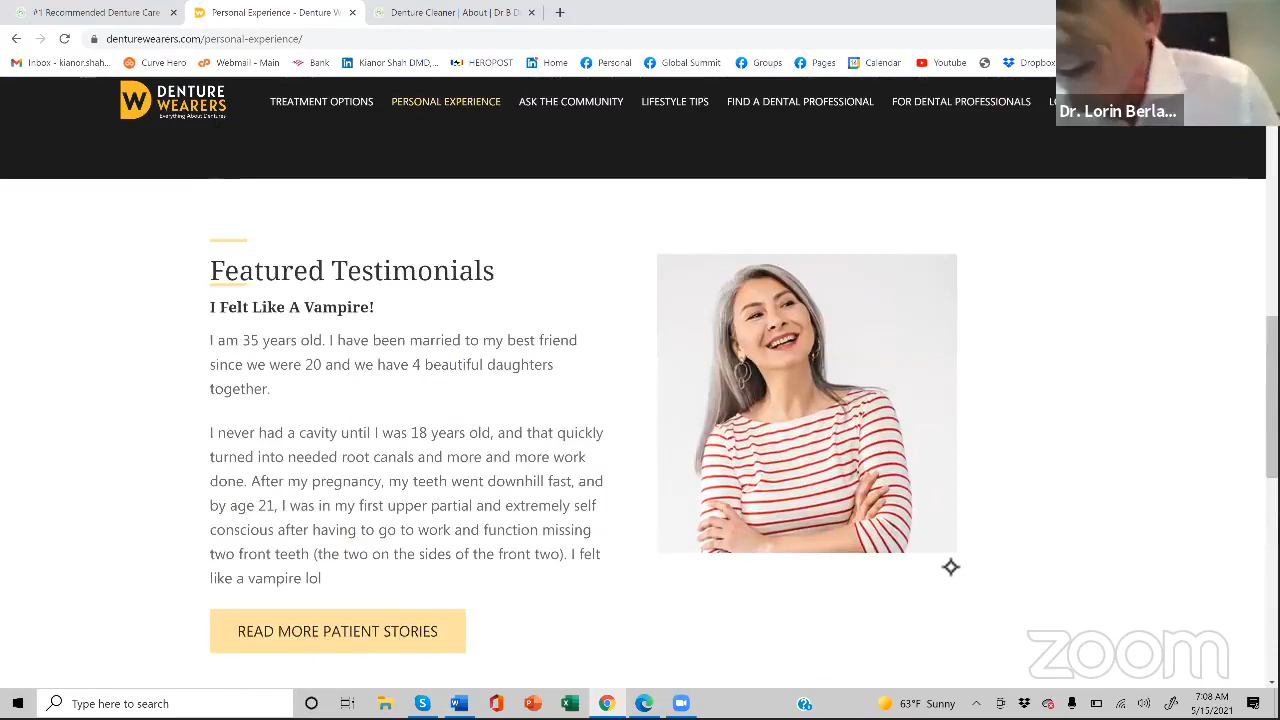 Denture Care
Personal Experience - Denture W
Denture Cleaner | About | Dr B D
denturewearers.com/personal-experience/
Inbox - kianor.shah
Curve Hero
Webmail - Main
Bank
Kianor Shah DMD,...
HEROPOST
Home
Personal
Global Summit
Groups
Pages
Calendar
Youtube
Dropbox
DENTURE
WEARERS
Everything About Dentures
TREATMENT OPTIONS
PERSONAL EXPERIENCE
ASK THE COMMUNITY
LIFESTYLE TIPS
FIND A DENTAL PROFESSIONAL
FOR DENTAL PROFESSIONALS
Dr. Lorin Berla...
Featured Testimonials
I Felt Like A Vampire!
I am 35 years old. I have been married to my best friend
since we were 20 and we have 4 beautiful daughters
together.
I never had a cavity until I was 18 years old, and that quickly
turned into needed root canals and more and more work
done. After my pregnancy, my teeth went downhill fast, and
by age 21, I was in my first upper partial and extremely self
conscious after having to go to work and function missing
two front teeth (the two on the sides of the front two). I felt
like a vampire lol
READ MORE PATIENT STORIES
zoom
Type here to search
63°F Sunny
7:08 AM
5/15/2021